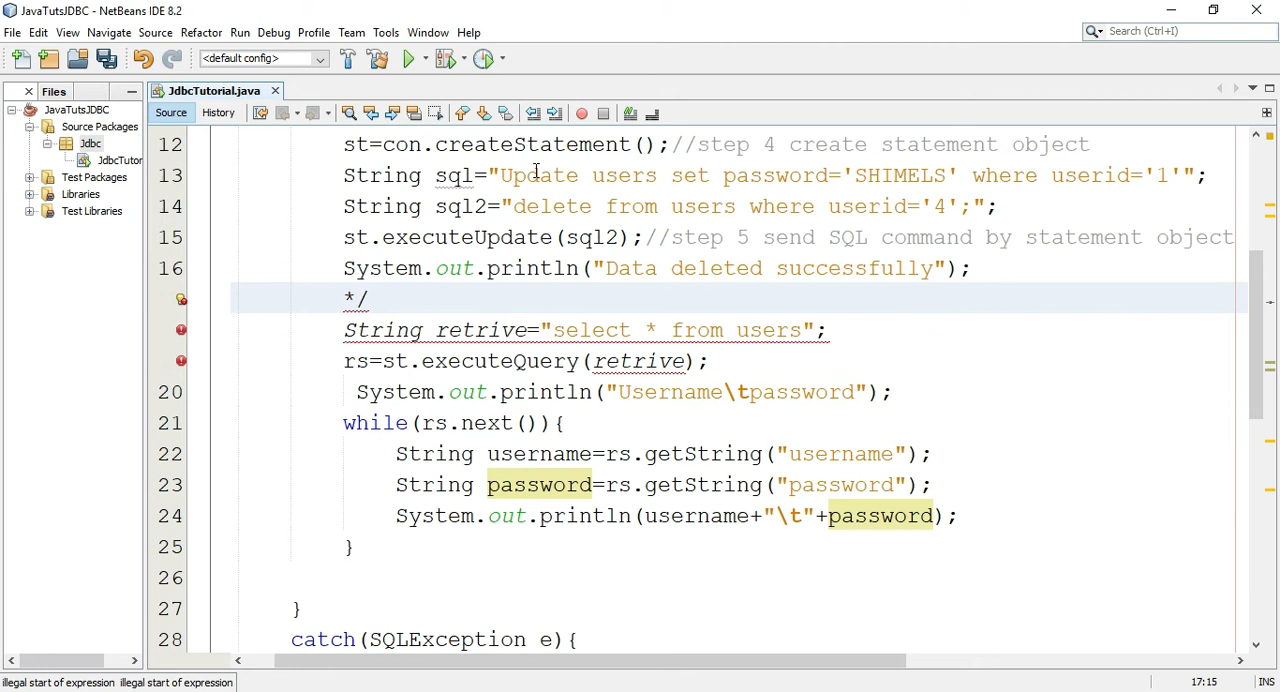 JavaTutsJDBC - NetBeans IDE 8.2
File Edit View Navigate Source Refactor Run Debug Profile Team Tools Window Help
Search (Ctrl+I)
<default config>
Files
JdbcTutorial.java
JavaTutsJDBC
Source Packages
Jdbc
JdbcTutor
Test Packages
Libraries
Test Libraries
Source History
12 st=con.createStatement();//step 4 create statement object
13 String sql="Update users set password='SHIMELS' where userid='1'";
14 String sql2="delete from users where userid='4';";
15 st.executeUpdate(sql2);//step 5 send SQL command by statement object
16 System.out.println("Data deleted successfully");
*/
String retrive="select * from users";
rs=st.executeQuery(retrive);
20 System.out.println("Username\tpassword");
21 while(rs.next()){
22 String username=rs.getString("username");
23 String password=rs.getString("password");
24 System.out.println(username+"\t"+password);
25 }
26
27 }
28 catch(SQLException e){
illegal start of expression illegal start of expression
17:15 INS